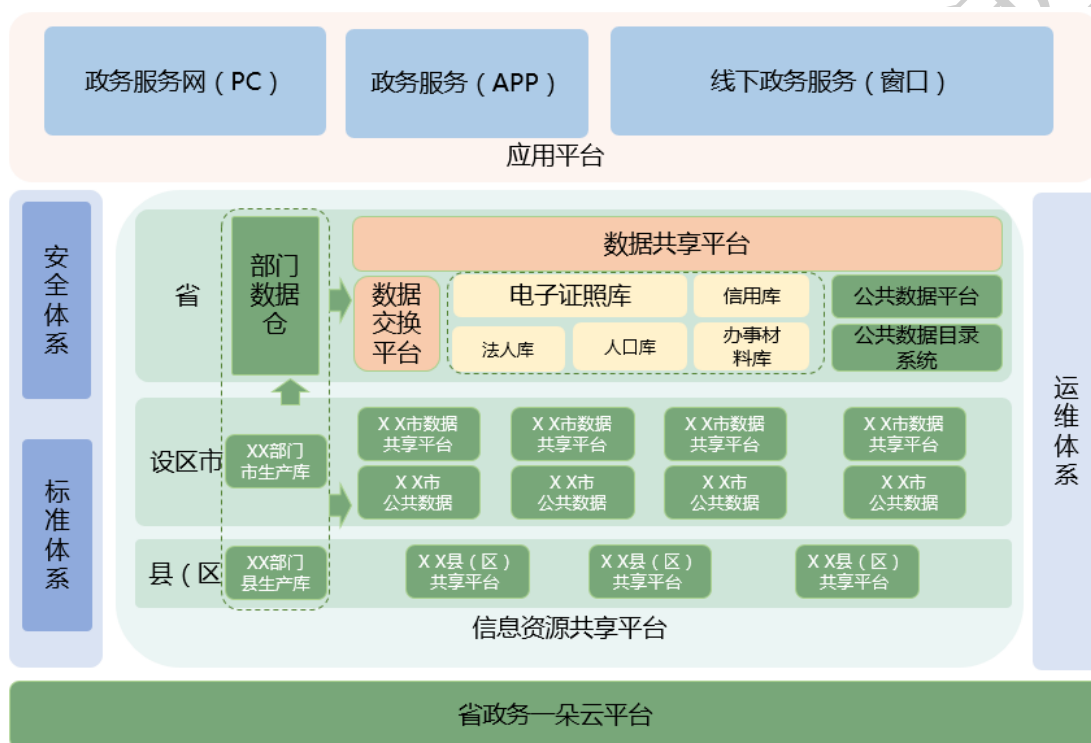 政务服务网（PC）
政务服务（APP）
线下政务服务（窗口）
应用平台
安全体系
标准体系
运维体系
省
部门
数据
仓
数据共享平台
数据
交换
平台
电子证照库
信用库
法人库
人口库
办事材
料库
公共数据平台
公共数据目录
系统
设区市
XX部门
市生产库
X X市数据
共享平台
X X市数据
共享平台
X X市数据
共享平台
X X市数据
共享平台
X X市
公共数据
X X市
公共数据
X X市
公共数据
X X市
公共数据
县（区
XX部门
县生产库
X X县（区）
共享平台
X X县（区）
共享平台
X X县（区）
共享平台
信息资源共享平台
省政务一朵云平台